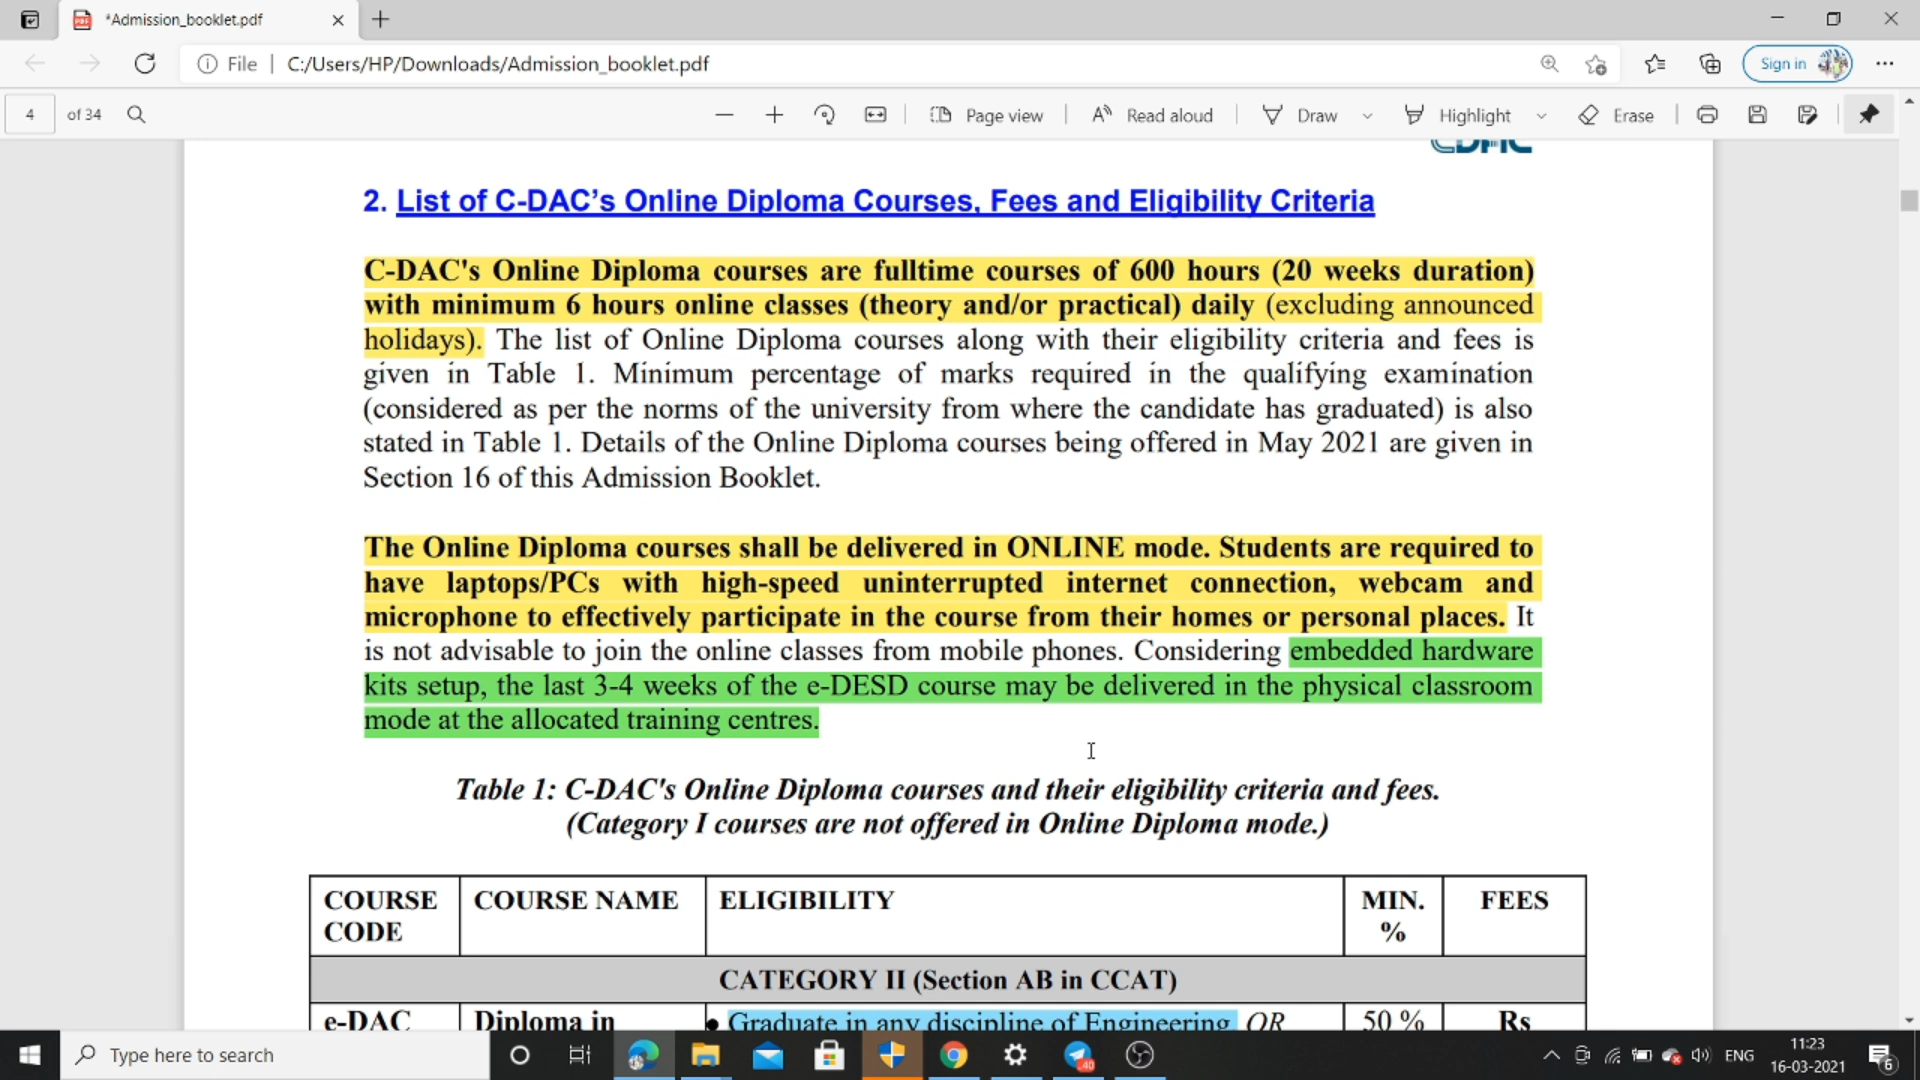 *Admission_booklet.pdf
File
C:/Users/HP/Downloads/Admission_booklet.pdf
Sign in
4 of 34
Page view
Read aloud
Draw
Highlight
Erase
CDAC
2. List of C-DAC’s Online Diploma Courses, Fees and Eligibility Criteria
C-DAC's Online Diploma courses are fulltime courses of 600 hours (20 weeks duration)
with minimum 6 hours online classes (theory and/or practical) daily (excluding announced
holidays). The list of Online Diploma courses along with their eligibility criteria and fees is
given in Table 1. Minimum percentage of marks required in the qualifying examination
(considered as per the norms of the university from where the candidate has graduated) is also
stated in Table 1. Details of the Online Diploma courses being offered in May 2021 are given in
Section 16 of this Admission Booklet.
The Online Diploma courses shall be delivered in ONLINE mode. Students are required to
have laptops/PCs with high-speed uninterrupted internet connection, webcam and
microphone to effectively participate in the course from their homes or personal places. It
is not advisable to join the online classes from mobile phones. Considering embedded hardware
kits setup, the last 3-4 weeks of the e-DESD course may be delivered in the physical classroom
mode at the allocated training centres.
Table 1: C-DAC's Online Diploma courses and their eligibility criteria and fees.
(Category I courses are not offered in Online Diploma mode.)
COURSE CODE
COURSE NAME
ELIGIBILITY
MIN. %
FEES
CATEGORY II (Section AB in CCAT)
e-DAC
Diploma in
• Graduate in any discipline of Engineering OR
50 %
Rs
Type here to search
40
ENG
11:23
16-03-2021
6